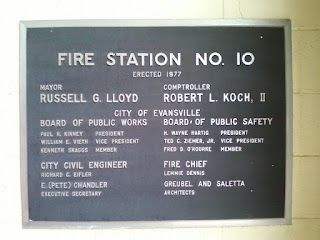 FIRE STATION NO. 10
ERECTED 1977
MAYOR COMPTROLLER
RUSSELL G. LLOYD ROBERT L. KOCH, II
CITY OF EVANSVILLE
BOARD OF PUBLIC WORKS BOARD OF PUBLIC SAFETY
PAUL H. KINNEY PRESIDENT H. WAYNE HARTIG PRESIDENT
WILLIAM E. VIETH VICE PRESIDENT TED C. ZIEMER, JR. VICE PRESIDENT
KENNETH SKAGGS MEMBER FRED D. O'ROURKE MEMBER
CITY CIVIL ENGINEER FIRE CHIEF
RICHARD C. EIFLER LEMMIE DENNIS
E. (PETE) CHANDLER GREUBEL AND SALETTA
EXECUTIVE SECRETARY ARCHITECTS